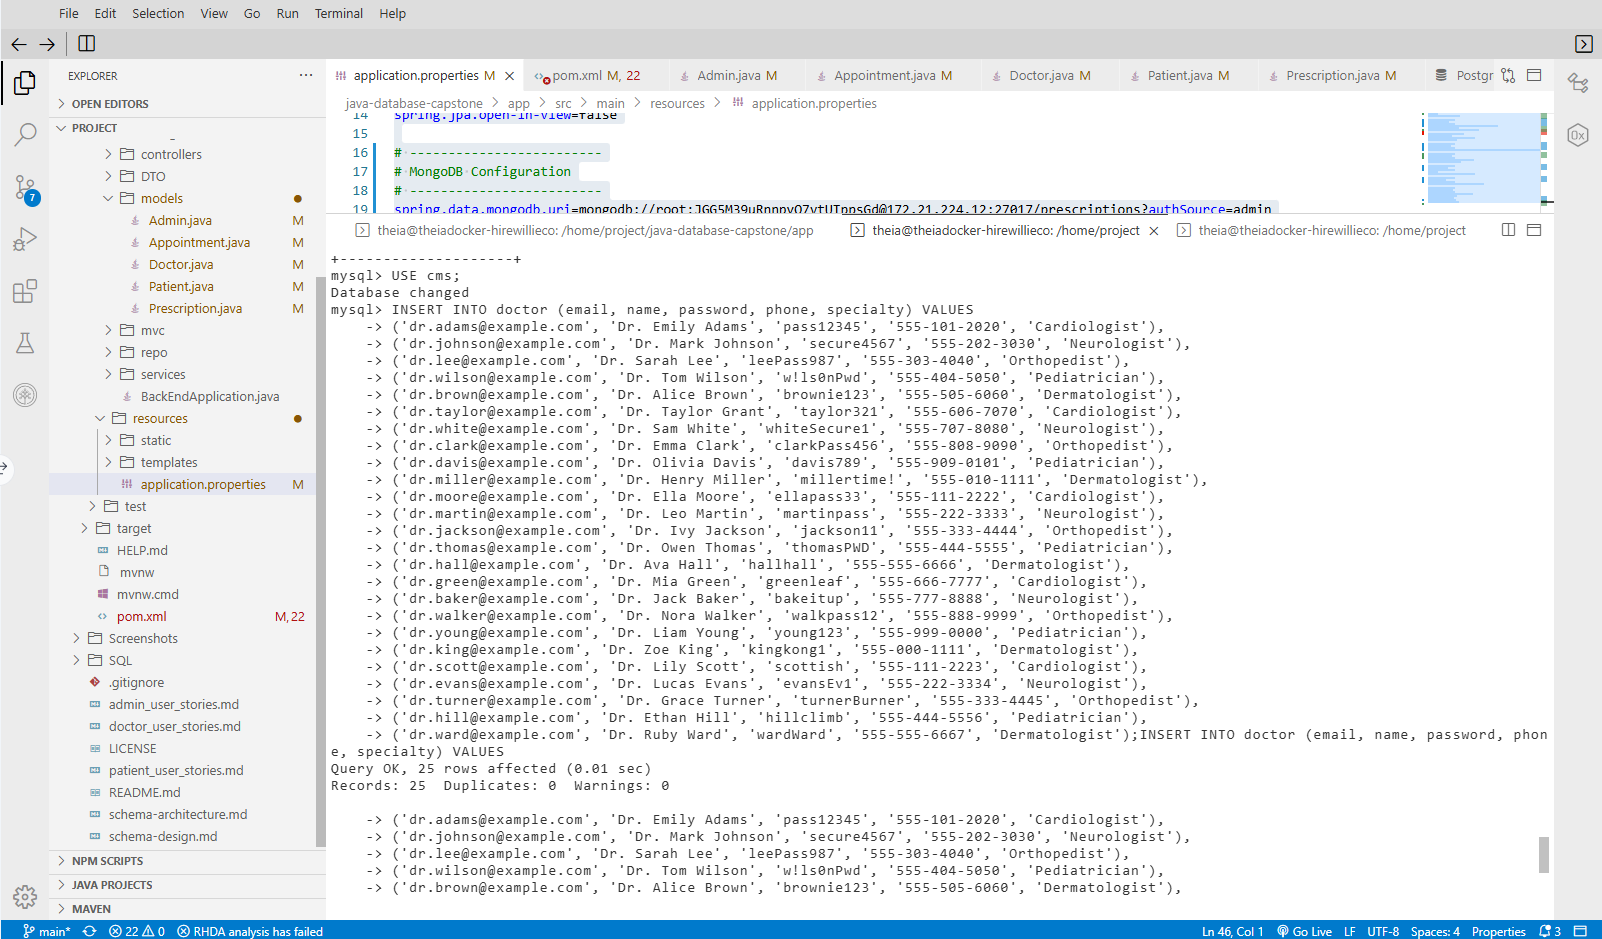 File Edit Selection View Go Run Terminal Help
EXPLORER
OPEN EDITORS
PROJECT
controllers
DTO
models
Admin.java M
Appointment.java M
Doctor.java M
Patient.java M
Prescription.java M
mvc
repo
services
BackEndApplication.java
resources
static
templates
application.properties M
test
target
HELP.md
mvnw
mvnw.cmd
pom.xml M, 22
Screenshots
SQL
.gitignore
admin_user_stories.md
doctor_user_stories.md
LICENSE
patient_user_stories.md
README.md
schema-architecture.md
schema-design.md
NPM SCRIPTS
JAVA PROJECTS
MAVEN
7
application.properties M pom.xml M, 22 Admin.java M Appointment.java M Doctor.java M Patient.java M Prescription.java M Postgr
java-database-capstone > app > src > main > resources > application.properties
14 spring.jpa.open-in-view=false
15
16 # ------------------------
17 # MongoDB Configuration
18 # ------------------------
19 spring.data.mongodb.uri=mongodb://root:JGG5M39uRnnpvO7vtUTppsGd@172.21.224.12:27017/prescriptions?authSource=admin
theia@theiadocker-hirewillieco: /home/project/java-database-capstone/app theia@theiadocker-hirewillieco: /home/project theia@theiadocker-hirewillieco: /home/project
+--------------------+
mysql> USE cms;
Database changed
mysql> INSERT INTO doctor (email, name, password, phone, specialty) VALUES
-> ('dr.adams@example.com', 'Dr. Emily Adams', 'pass12345', '555-101-2020', 'Cardiologist'),
-> ('dr.johnson@example.com', 'Dr. Mark Johnson', 'secure4567', '555-202-3030', 'Neurologist'),
-> ('dr.lee@example.com', 'Dr. Sarah Lee', 'leePass987', '555-303-4040', 'Orthopedist'),
-> ('dr.wilson@example.com', 'Dr. Tom Wilson', 'w!ls0nPwd', '555-404-5050', 'Pediatrician'),
-> ('dr.brown@example.com', 'Dr. Alice Brown', 'brownie123', '555-505-6060', 'Dermatologist'),
-> ('dr.taylor@example.com', 'Dr. Taylor Grant', 'taylor321', '555-606-7070', 'Cardiologist'),
-> ('dr.white@example.com', 'Dr. Sam White', 'whiteSecure1', '555-707-8080', 'Neurologist'),
-> ('dr.clark@example.com', 'Dr. Emma Clark', 'clarkPass456', '555-808-9090', 'Orthopedist'),
-> ('dr.davis@example.com', 'Dr. Olivia Davis', 'davis789', '555-909-0101', 'Pediatrician'),
-> ('dr.miller@example.com', 'Dr. Henry Miller', 'millertime!', '555-010-1111', 'Dermatologist'),
-> ('dr.moore@example.com', 'Dr. Ella Moore', 'ellapass33', '555-111-2222', 'Cardiologist'),
-> ('dr.martin@example.com', 'Dr. Leo Martin', 'martinpass', '555-222-3333', 'Neurologist'),
-> ('dr.jackson@example.com', 'Dr. Ivy Jackson', 'jackson11', '555-333-4444', 'Orthopedist'),
-> ('dr.thomas@example.com', 'Dr. Owen Thomas', 'thomasPWD', '555-444-5555', 'Pediatrician'),
-> ('dr.hall@example.com', 'Dr. Ava Hall', 'hallhall', '555-555-6666', 'Dermatologist'),
-> ('dr.green@example.com', 'Dr. Mia Green', 'greenleaf', '555-666-7777', 'Cardiologist'),
-> ('dr.baker@example.com', 'Dr. Jack Baker', 'bakeitup', '555-777-8888', 'Neurologist'),
-> ('dr.walker@example.com', 'Dr. Nora Walker', 'walkpass12', '555-888-9999', 'Orthopedist'),
-> ('dr.young@example.com', 'Dr. Liam Young', 'young123', '555-999-0000', 'Pediatrician'),
-> ('dr.king@example.com', 'Dr. Zoe King', 'kingkong1', '555-000-1111', 'Dermatologist'),
-> ('dr.scott@example.com', 'Dr. Lily Scott', 'scottish', '555-111-2223', 'Cardiologist'),
-> ('dr.evans@example.com', 'Dr. Lucas Evans', 'evansEv1', '555-222-3334', 'Neurologist'),
-> ('dr.turner@example.com', 'Dr. Grace Turner', 'turnerBurner', '555-333-4445', 'Orthopedist'),
-> ('dr.hill@example.com', 'Dr. Ethan Hill', 'hillclimb', '555-444-5556', 'Pediatrician'),
-> ('dr.ward@example.com', 'Dr. Ruby Ward', 'wardWard', '555-555-6667', 'Dermatologist');INSERT INTO doctor (email, name, password, phon
e, specialty) VALUES
Query OK, 25 rows affected (0.01 sec)
Records: 25 Duplicates: 0 Warnings: 0
-> ('dr.adams@example.com', 'Dr. Emily Adams', 'pass12345', '555-101-2020', 'Cardiologist'),
-> ('dr.johnson@example.com', 'Dr. Mark Johnson', 'secure4567', '555-202-3030', 'Neurologist'),
-> ('dr.lee@example.com', 'Dr. Sarah Lee', 'leePass987', '555-303-4040', 'Orthopedist'),
-> ('dr.wilson@example.com', 'Dr. Tom Wilson', 'w!ls0nPwd', '555-404-5050', 'Pediatrician'),
-> ('dr.brown@example.com', 'Dr. Alice Brown', 'brownie123', '555-505-6060', 'Dermatologist'),
main* 22 0 RHDA analysis has failed Ln 46, Col 1 Go Live LF UTF-8 Spaces: 4 Properties 3